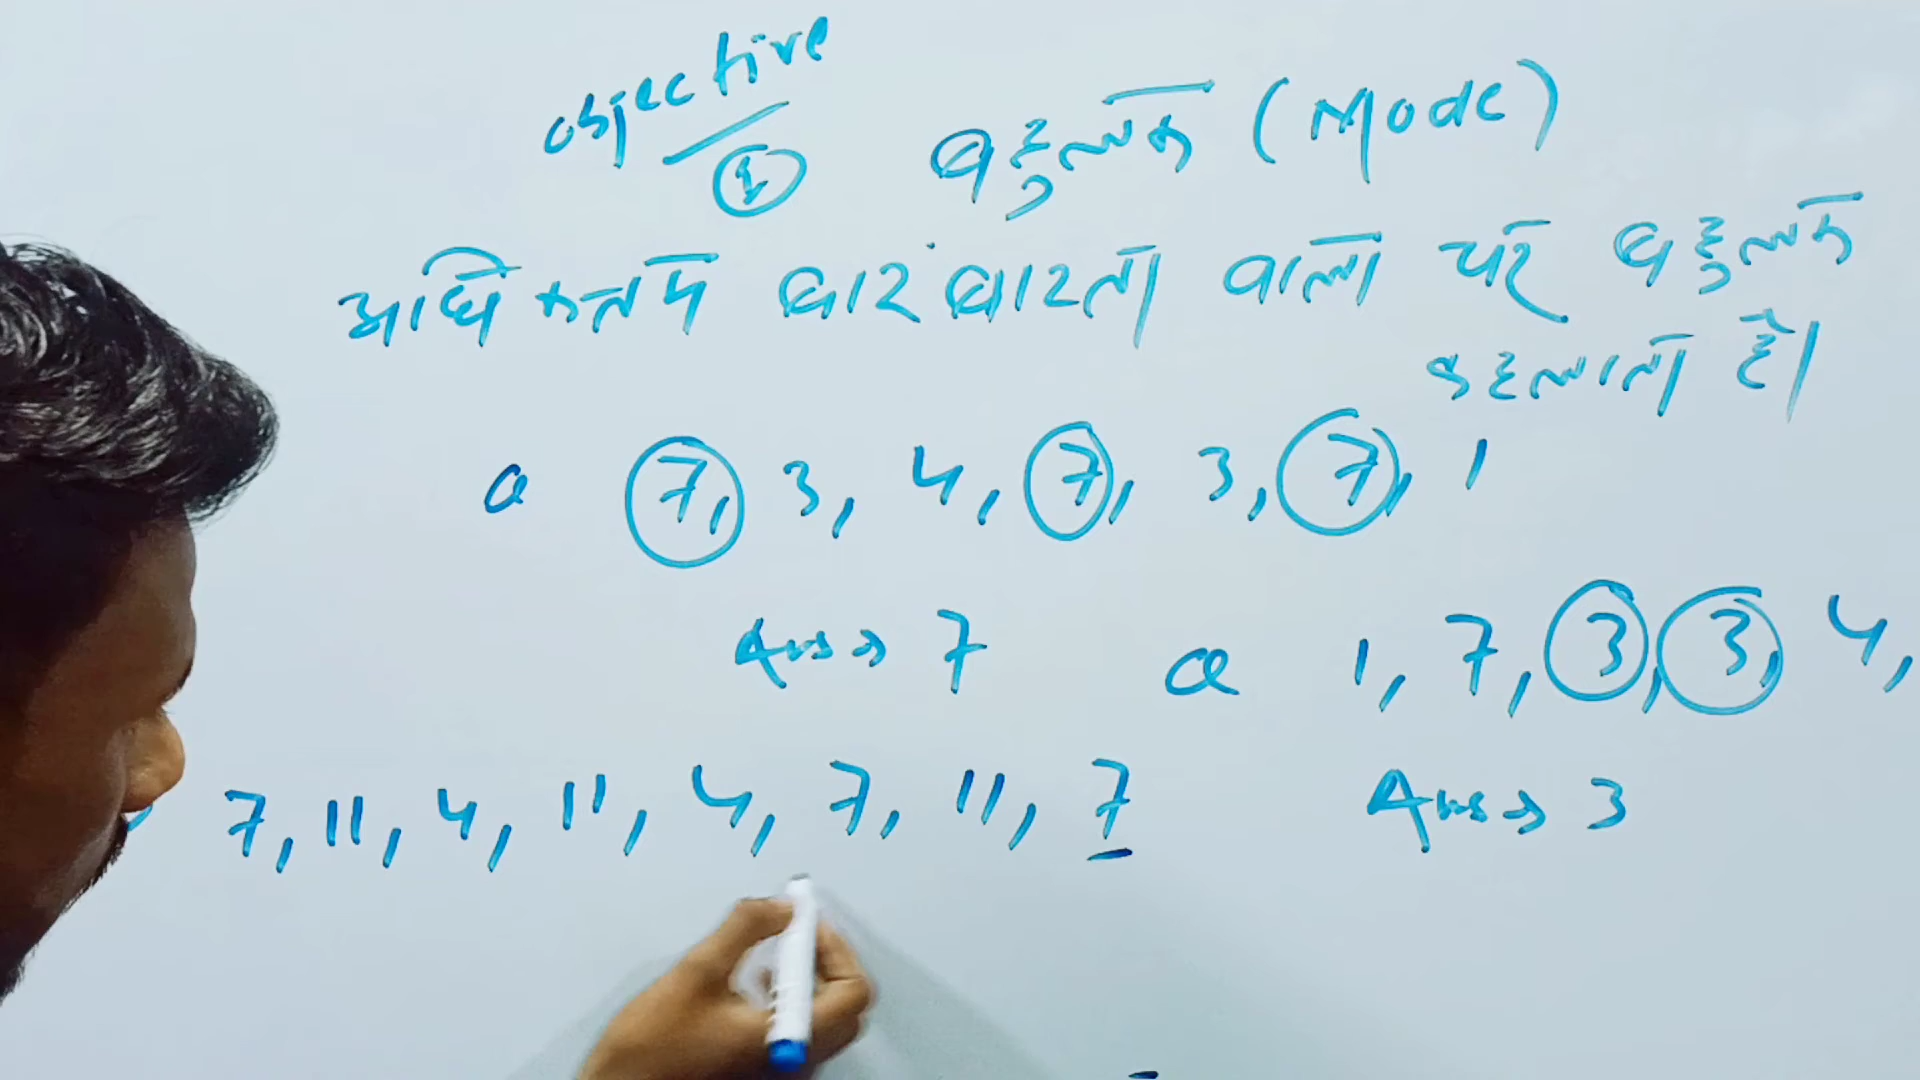 objective
① बहुलक (Mode)
अधिकतम बार बारता वाला पद बहुलक
कहलाता है।
Q 7, 3, 4, 7, 3, 7, 1
Ans → 7
Q 1, 7, 3, 3, 4,
7, 11, 4, 11, 4, 7, 11, 7
Ans → 3